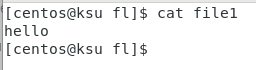 [centos@ksu fl]$ cat file1
hello
[centos@ksu fl]$